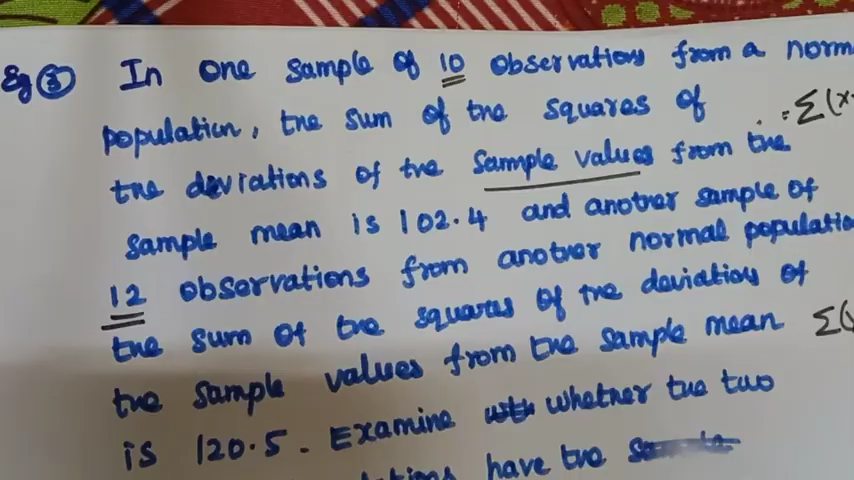 Eg ③ In one sample of 10 observations from a norm
population, the sum of the squares of
∴ = Σ(x
the deviations of the sample values from the
sample mean is 102.4 and another sample of
12 observations from another normal populatio
the sum of the squares of the deviations of
the sample values from the sample mean Σ(
is 120.5. Examine whether the two
have the